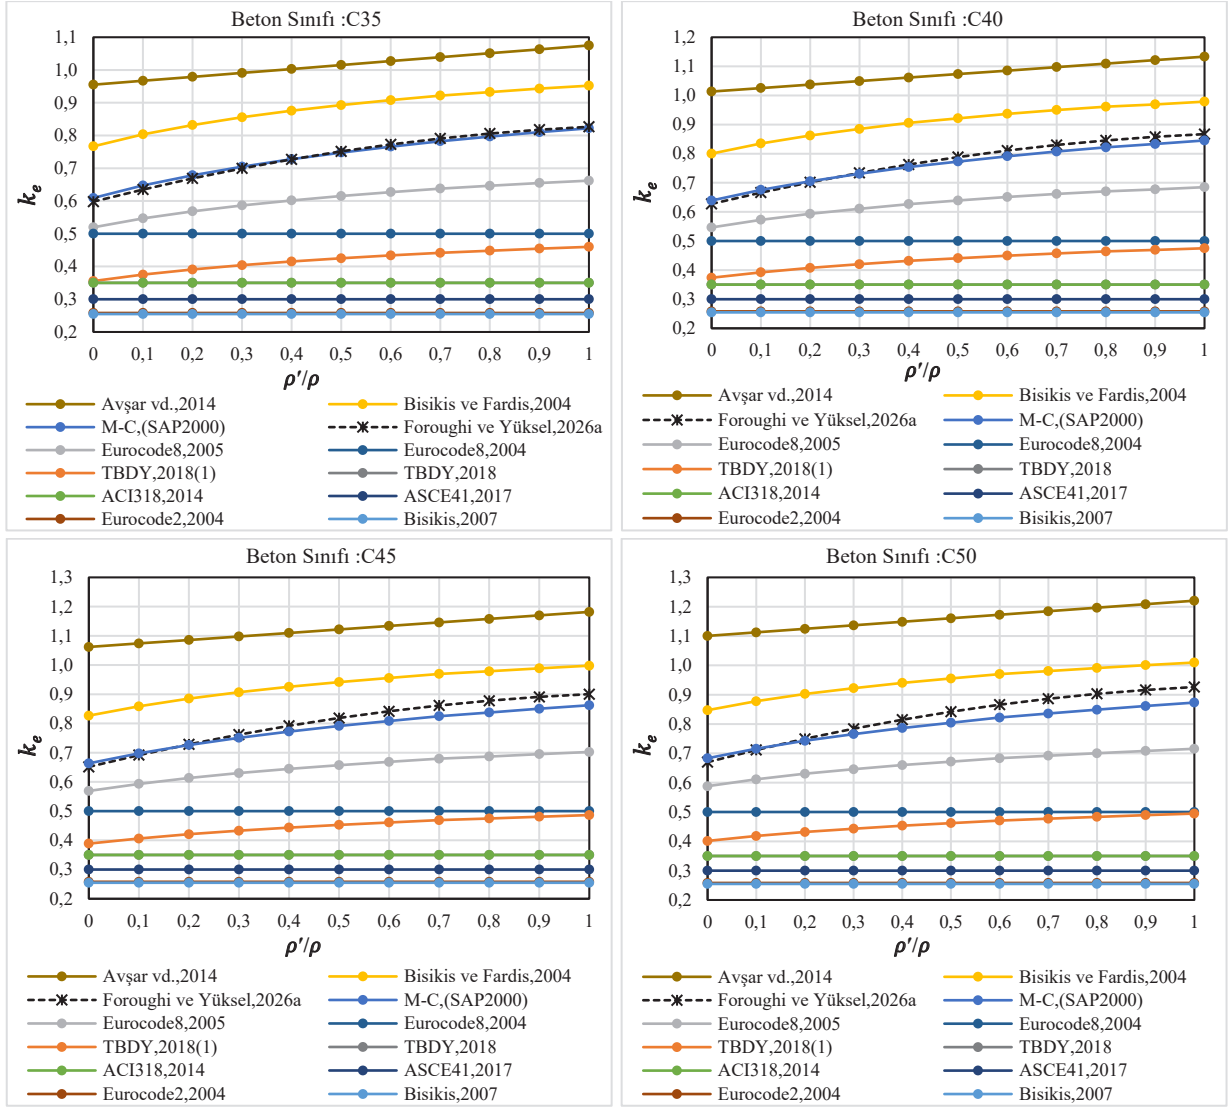 Beton Sınıfı :C35
1,1
1,0
0,9
0,8
0,7
0,6
0,5
0,4
0,3
0,2
k_e
0 0,1 0,2 0,3 0,4 0,5 0,6 0,7 0,8 0,9 1
ρ′/ρ
Avşar vd.,2014 Bisikis ve Fardis,2004
M-C,(SAP2000) Foroughi ve Yüksel,2026a
Eurocode8,2005 Eurocode8,2004
TBDY,2018(1) TBDY,2018
ACI318,2014 ASCE41,2017
Eurocode2,2004 Bisikis,2007
Beton Sınıfı :C40
1,2
1,1
1,0
0,9
0,8
0,7
0,6
0,5
0,4
0,3
0,2
k_e
0 0,1 0,2 0,3 0,4 0,5 0,6 0,7 0,8 0,9 1
ρ′/ρ
Avşar vd.,2014 Bisikis ve Fardis,2004
Foroughi ve Yüksel,2026a M-C,(SAP2000)
Eurocode8,2005 Eurocode8,2004
TBDY,2018(1) TBDY,2018
ACI318,2014 ASCE41,2017
Eurocode2,2004 Bisikis,2007
Beton Sınıfı :C45
1,3
1,2
1,1
1,0
0,9
0,8
0,7
0,6
0,5
0,4
0,3
0,2
k_e
0 0,1 0,2 0,3 0,4 0,5 0,6 0,7 0,8 0,9 1
ρ′/ρ
Avşar vd.,2014 Bisikis ve Fardis,2004
Foroughi ve Yüksel,2026a M-C,(SAP2000)
Eurocode8,2005 Eurocode8,2004
TBDY,2018(1) TBDY,2018
ACI318,2014 ASCE41,2017
Eurocode2,2004 Bisikis,2007
Beton Sınıfı :C50
1,3
1,2
1,1
1,0
0,9
0,8
0,7
0,6
0,5
0,4
0,3
0,2
k_e
0 0,1 0,2 0,3 0,4 0,5 0,6 0,7 0,8 0,9 1
ρ′/ρ
Avşar vd.,2014 Bisikis ve Fardis,2004
Foroughi ve Yüksel,2026a M-C,(SAP2000)
Eurocode8,2005 Eurocode8,2004
TBDY,2018(1) TBDY,2018
ACI318,2014 ASCE41,2017
Eurocode2,2004 Bisikis,2007